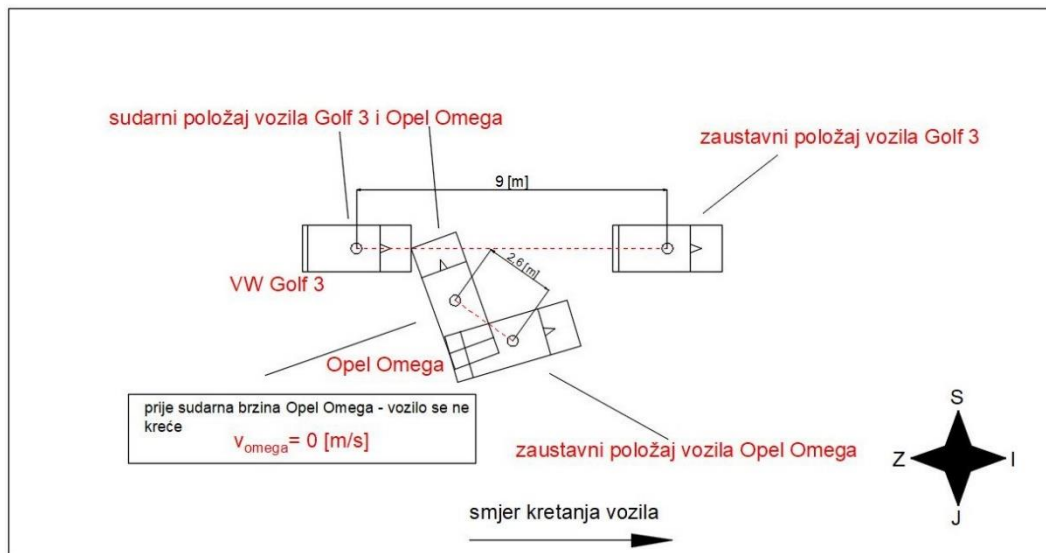 sudarni položaj vozila Golf 3 i Opel Omega
zaustavni položaj vozila Golf 3
9 [m]
2,6 [m]
VW Golf 3
Opel Omega
prije sudarna brzina Opel Omega - vozilo se ne
kreće
v_omega= 0 [m/s]
zaustavni položaj vozila Opel Omega
smjer kretanja vozila
S
Z
I
J